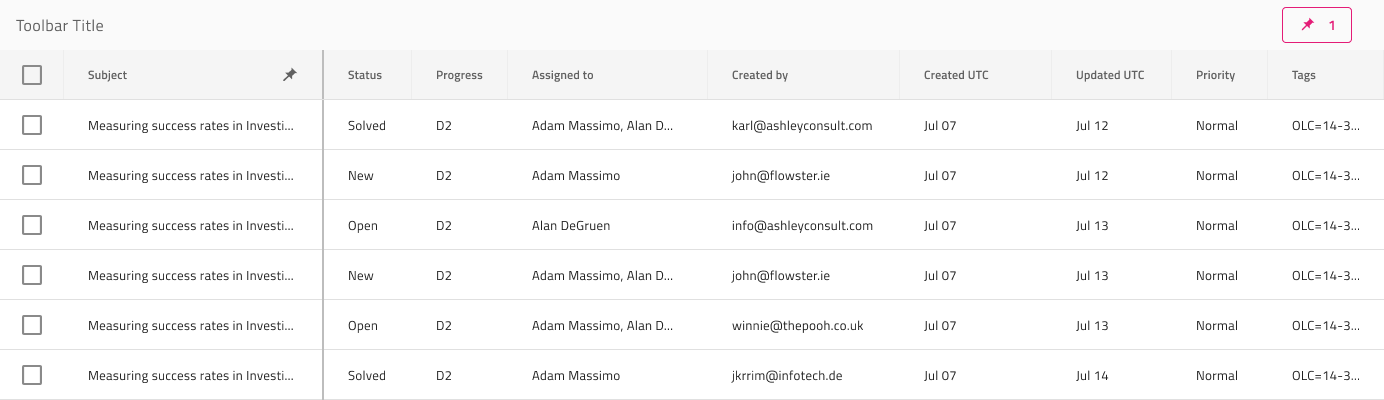 Toolbar Title 1
Subject Status Progress Assigned to Created by Created UTC Updated UTC Priority Tags
Measuring success rates in Investi... Solved D2 Adam Massimo, Alan D... karl@ashleyconsult.com Jul 07 Jul 12 Normal OLC=14-3...
Measuring success rates in Investi... New D2 Adam Massimo john@flowster.ie Jul 07 Jul 12 Normal OLC=14-3...
Measuring success rates in Investi... Open D2 Alan DeGruen info@ashleyconsult.com Jul 07 Jul 13 Normal OLC=14-3...
Measuring success rates in Investi... New D2 Adam Massimo, Alan D... john@flowster.ie Jul 07 Jul 13 Normal OLC=14-3...
Measuring success rates in Investi... Open D2 Adam Massimo, Alan D... winnie@thepooh.co.uk Jul 07 Jul 13 Normal OLC=14-3...
Measuring success rates in Investi... Solved D2 Adam Massimo jkrrim@infotech.de Jul 07 Jul 14 Normal OLC=14-3...